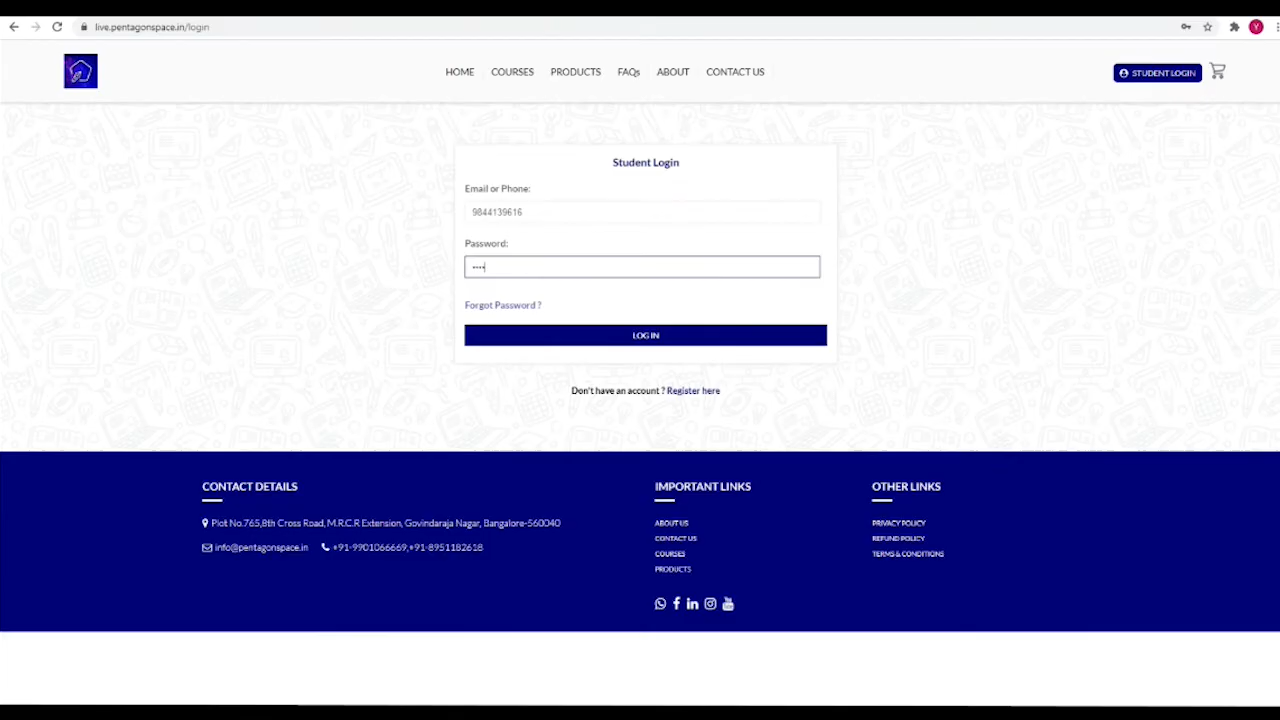 live.pentagonspace.in/login
Y
HOME COURSES PRODUCTS FAQs ABOUT CONTACT US
STUDENT LOGIN
Student Login
Email or Phone:
9844139616
Password:
Forgot Password ?
LOG IN
Don't have an account ? Register here
CONTACT DETAILS
Plot No.765,8th Cross Road, M.R.C.R Extension, Govindaraja Nagar, Bangalore-560040
info@pentagonspace.in +91-9901066669,+91-8951182618
IMPORTANT LINKS
ABOUT US
CONTACT US
COURSES
PRODUCTS
OTHER LINKS
PRIVACY POLICY
REFUND POLICY
TERMS & CONDITIONS